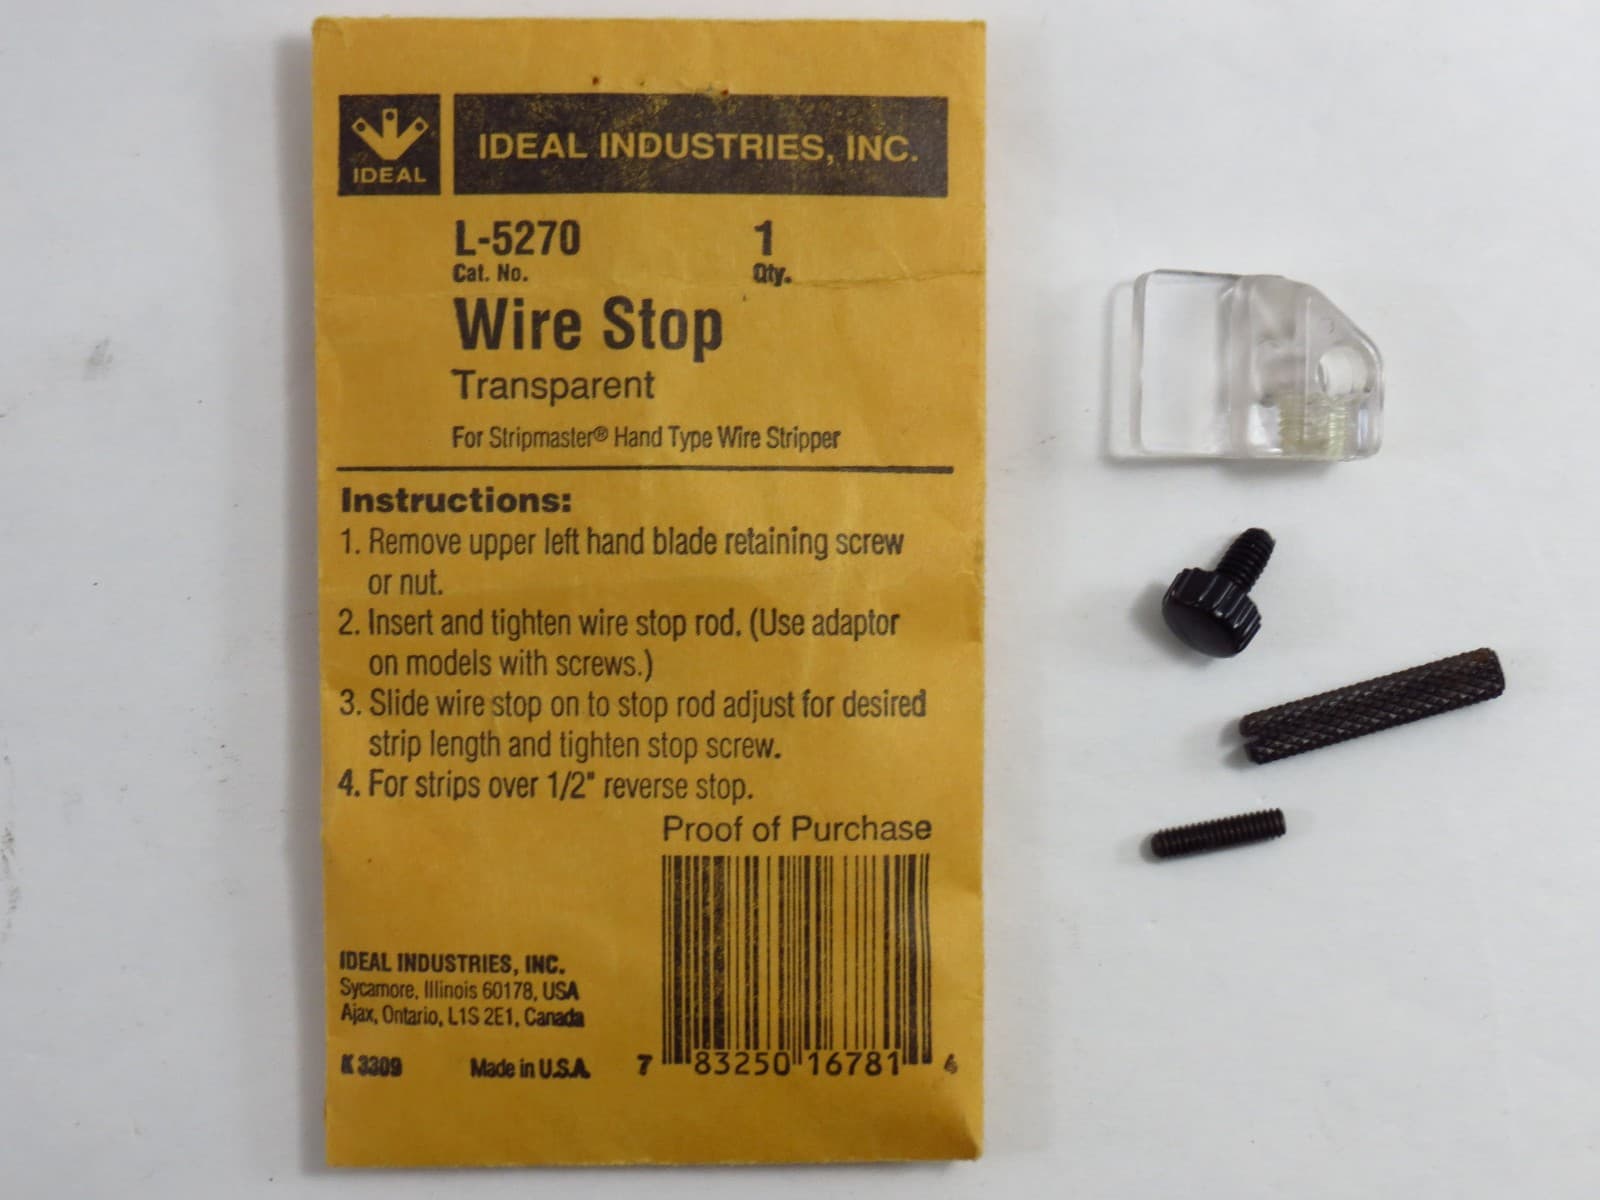 IDEAL
IDEAL INDUSTRIES, INC.
L-5270 1
Cat. No. Qty.
Wire Stop
Transparent
For Stripmaster® Hand Type Wire Stripper
Instructions:
1. Remove upper left hand blade retaining screw
or nut.
2. Insert and tighten wire stop rod. (Use adaptor
on models with screws.)
3. Slide wire stop on to stop rod adjust for desired
strip length and tighten stop screw.
4. For strips over 1/2" reverse stop.
Proof of Purchase
IDEAL INDUSTRIES, INC.
Sycamore, Illinois 60178, USA
Ajax, Ontario, L1S 2E1, Canada
K 3309 Made in U.S.A. 7 83250 16781 4